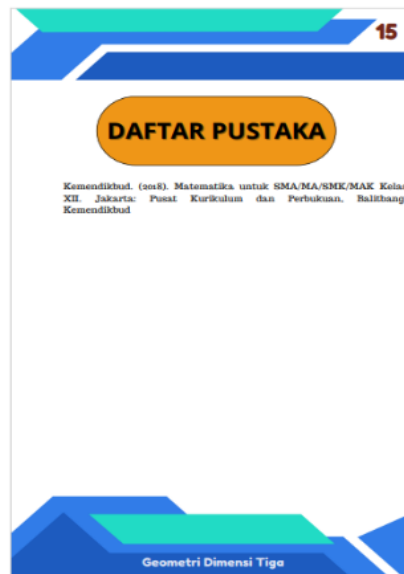 15
DAFTAR PUSTAKA
Kemendikbud. (2018). Matematika untuk SMA/MA/SMK/MAK Kelas
XII. Jakarta: Pusat Kurikulum dan Perbukuan, Balitbang,
Kemendikbud
Geometri Dimensi Tiga